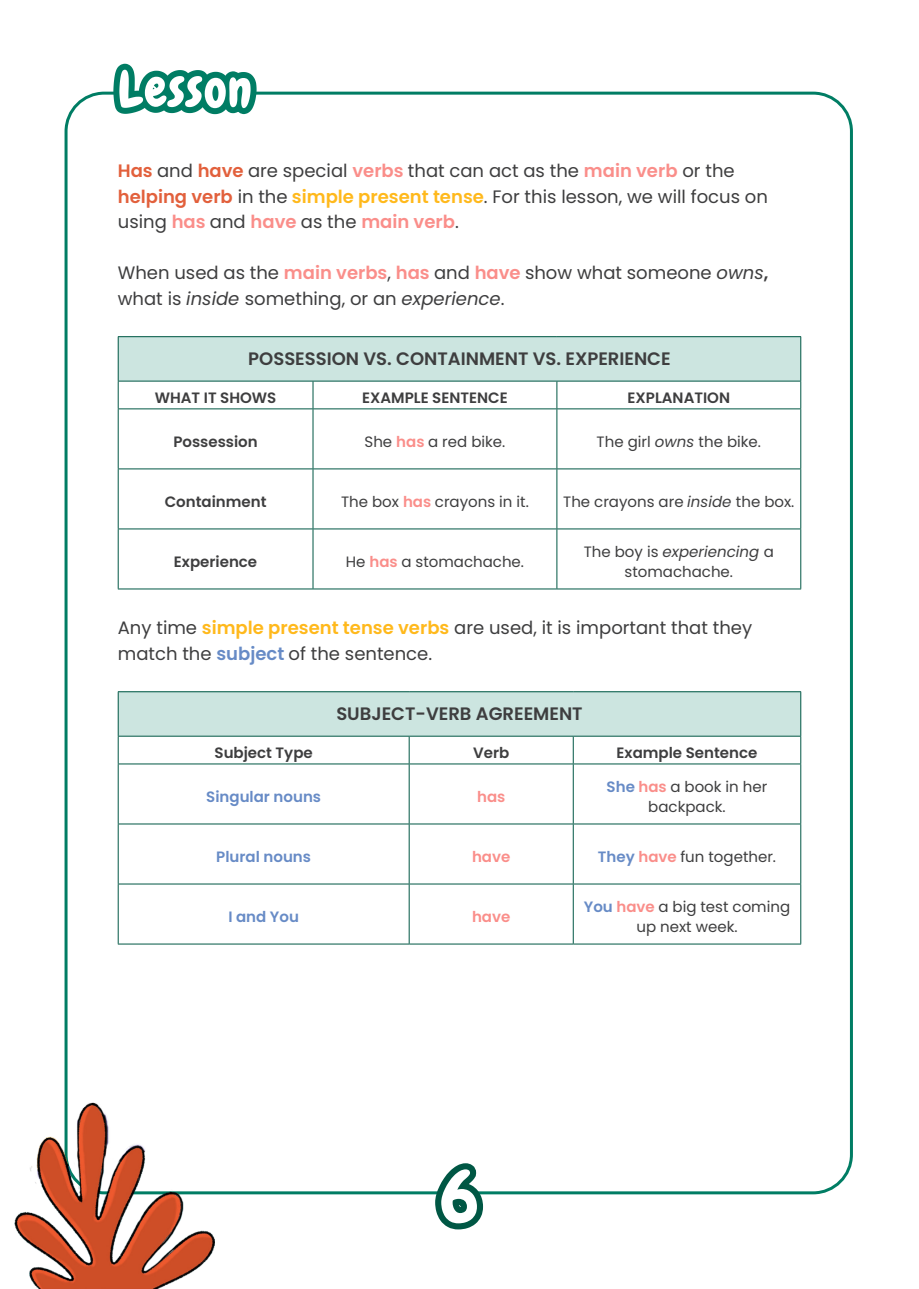 Lesson
Has and have are special verbs that can act as the main verb or the
helping verb in the simple present tense. For this lesson, we will focus on
using has and have as the main verb.
When used as the main verbs, has and have show what someone owns,
what is inside something, or an experience.
POSSESSION VS. CONTAINMENT VS. EXPERIENCE
WHAT IT SHOWS EXAMPLE SENTENCE EXPLANATION
Possession She has a red bike. The girl owns the bike.
Containment The box has crayons in it. The crayons are inside the box.
Experience He has a stomachache. The boy is experiencing a
stomachache.
Any time simple present tense verbs are used, it is important that they
match the subject of the sentence.
SUBJECT-VERB AGREEMENT
Subject Type Verb Example Sentence
Singular nouns has She has a book in her
backpack.
Plural nouns have They have fun together.
I and You have You have a big test coming
up next week.
6